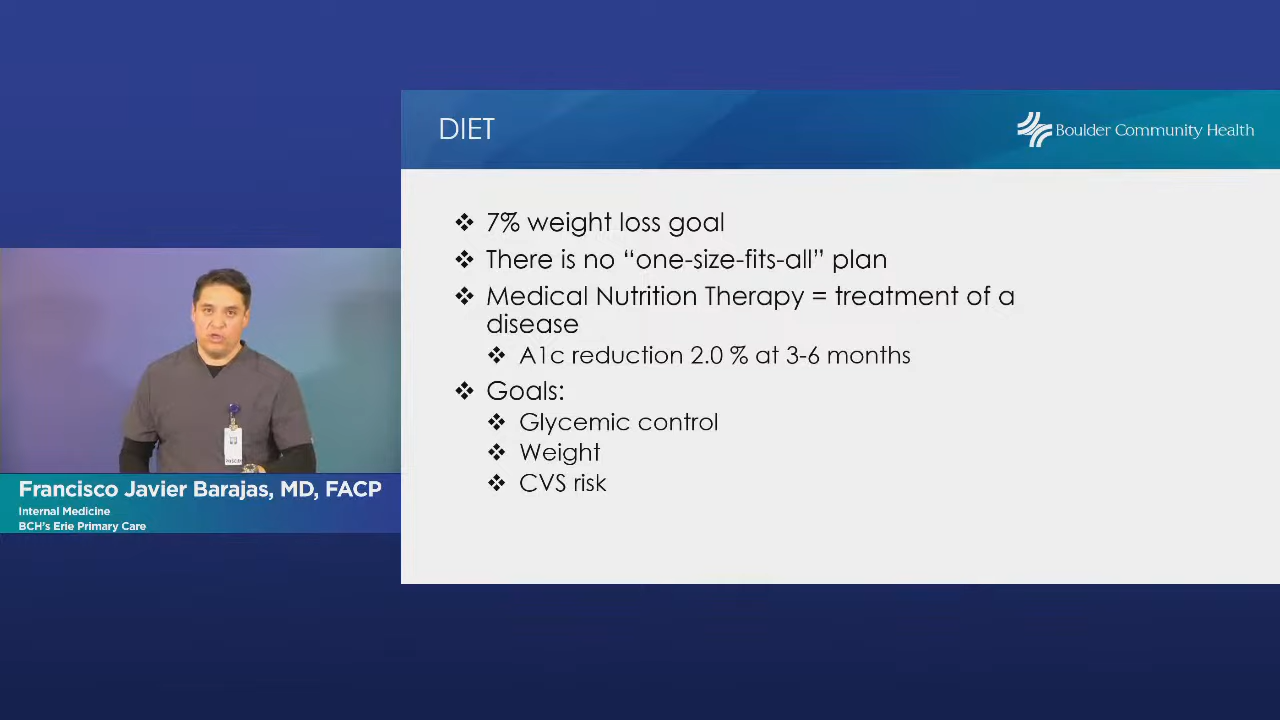 DIET
Boulder Community Health
❖ 7% weight loss goal
❖ There is no “one-size-fits-all” plan
❖ Medical Nutrition Therapy = treatment of a
disease
❖ A1c reduction 2.0 % at 3-6 months
❖ Goals:
❖ Glycemic control
❖ Weight
❖ CVS risk
Francisco Javier Barajas, MD, FACP
Internal Medicine
BCH’s Erie Primary Care